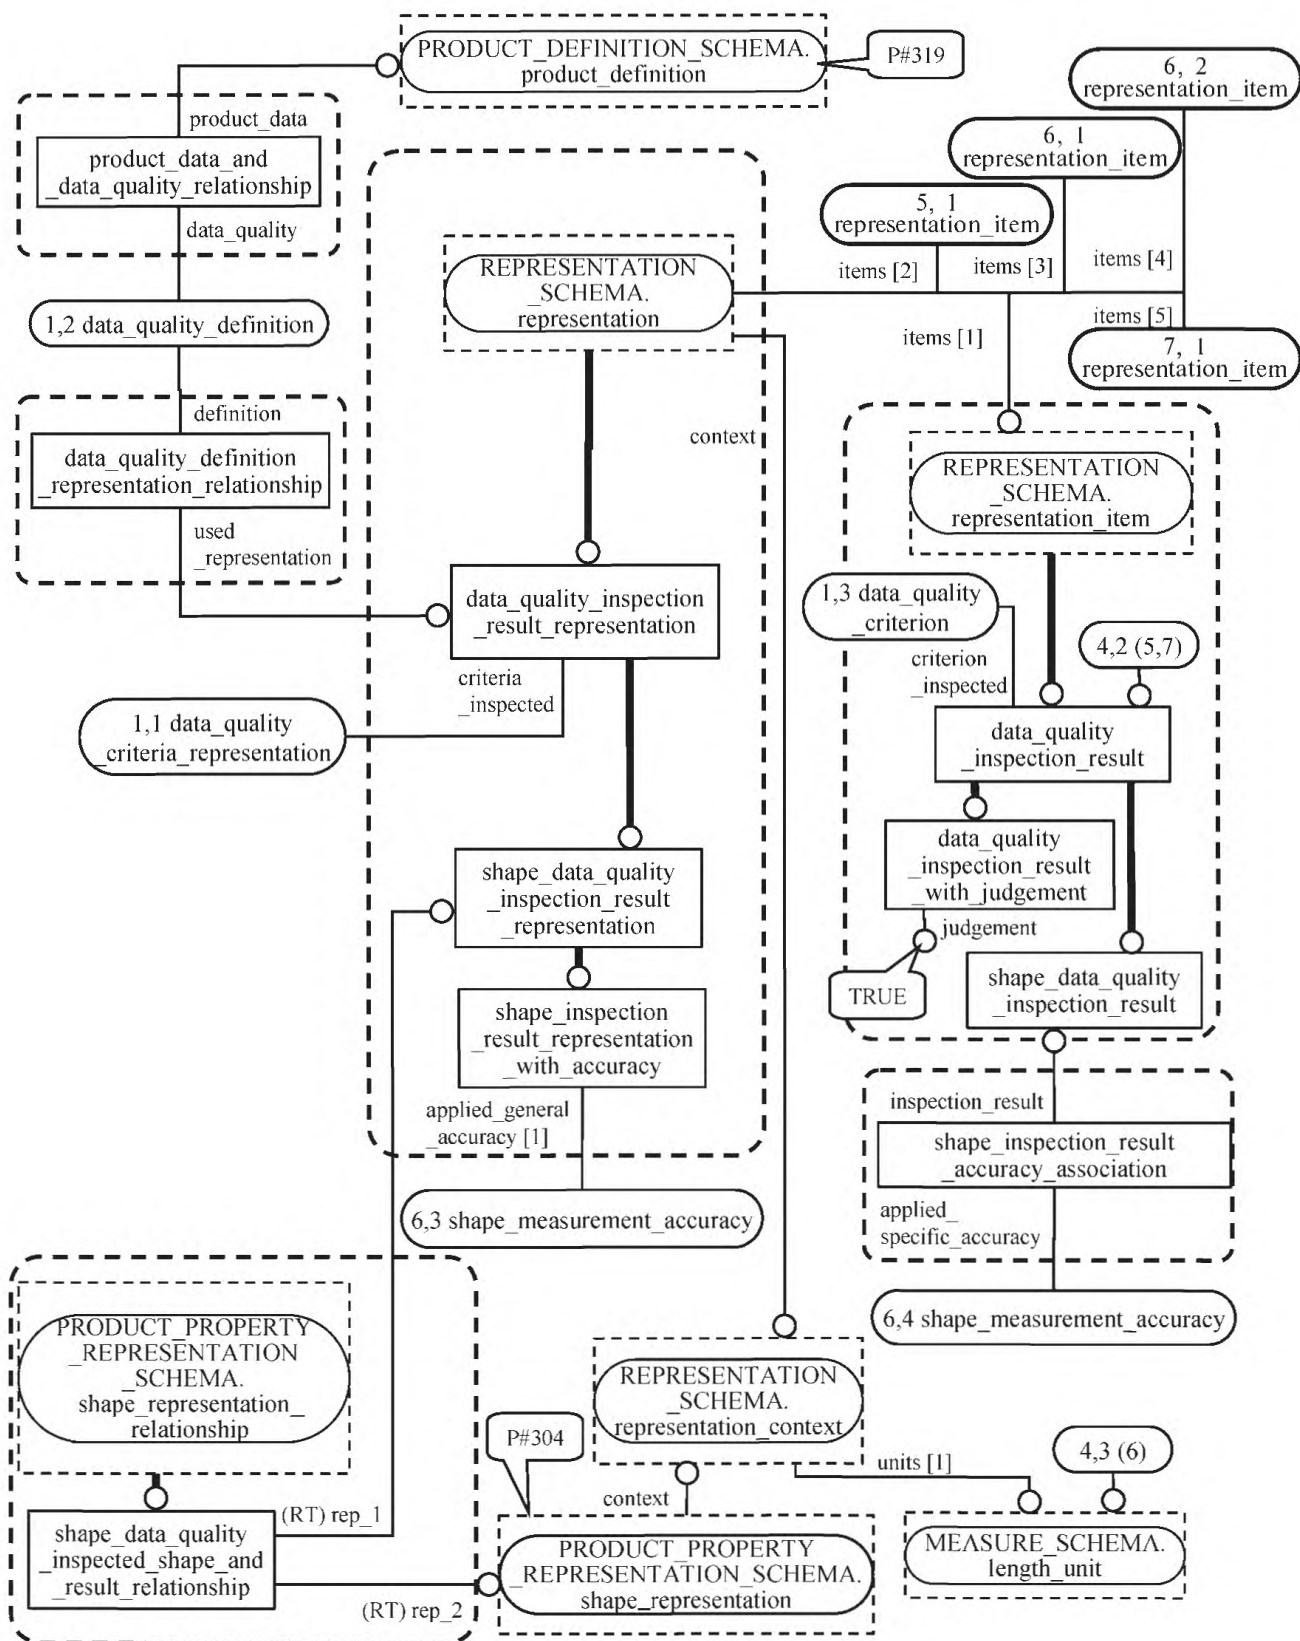 PRODUCT_DEFINITION_SCHEMA.
product_definition
P#319
6, 2
representation_item
product_data
product_data_and
_data_quality_relationship
data_quality
6, 1
representation_item
5, 1
representation_item
REPRESENTATION
_SCHEMA.
representation
items [2]
items [3]
items [4]
items [5]
items [1]
7, 1
representation_item
1,2 data_quality_definition
definition
data_quality_definition
_representation_relationship
used
_representation
context
REPRESENTATION
_SCHEMA.
representation_item
data_quality_inspection
_result_representation
criteria
_inspected
1,1 data_quality
_criteria_representation
1,3 data_quality
_criterion
criterion
_inspected
4,2 (5,7)
data_quality
_inspection_result
data_quality
_inspection_result
_with_judgement
judgement
TRUE
shape_data_quality
_inspection_result
shape_data_quality
_inspection_result
_representation
shape_inspection
_result_representation
_with_accuracy
applied_general
_accuracy [1]
6,3 shape_measurement_accuracy
inspection_result
shape_inspection_result
_accuracy_association
applied_
specific_accuracy
6,4 shape_measurement_accuracy
PRODUCT_PROPERTY
_REPRESENTATION
_SCHEMA.
shape_representation_
relationship
shape_data_quality
_inspected_shape_and
_result_relationship
(RT) rep_1
(RT) rep_2
P#304
REPRESENTATION
_SCHEMA.
representation_context
context
units [1]
4,3 (6)
PRODUCT_PROPERTY
_REPRESENTATION_SCHEMA.
shape_representation
MEASURE_SCHEMA.
length_unit